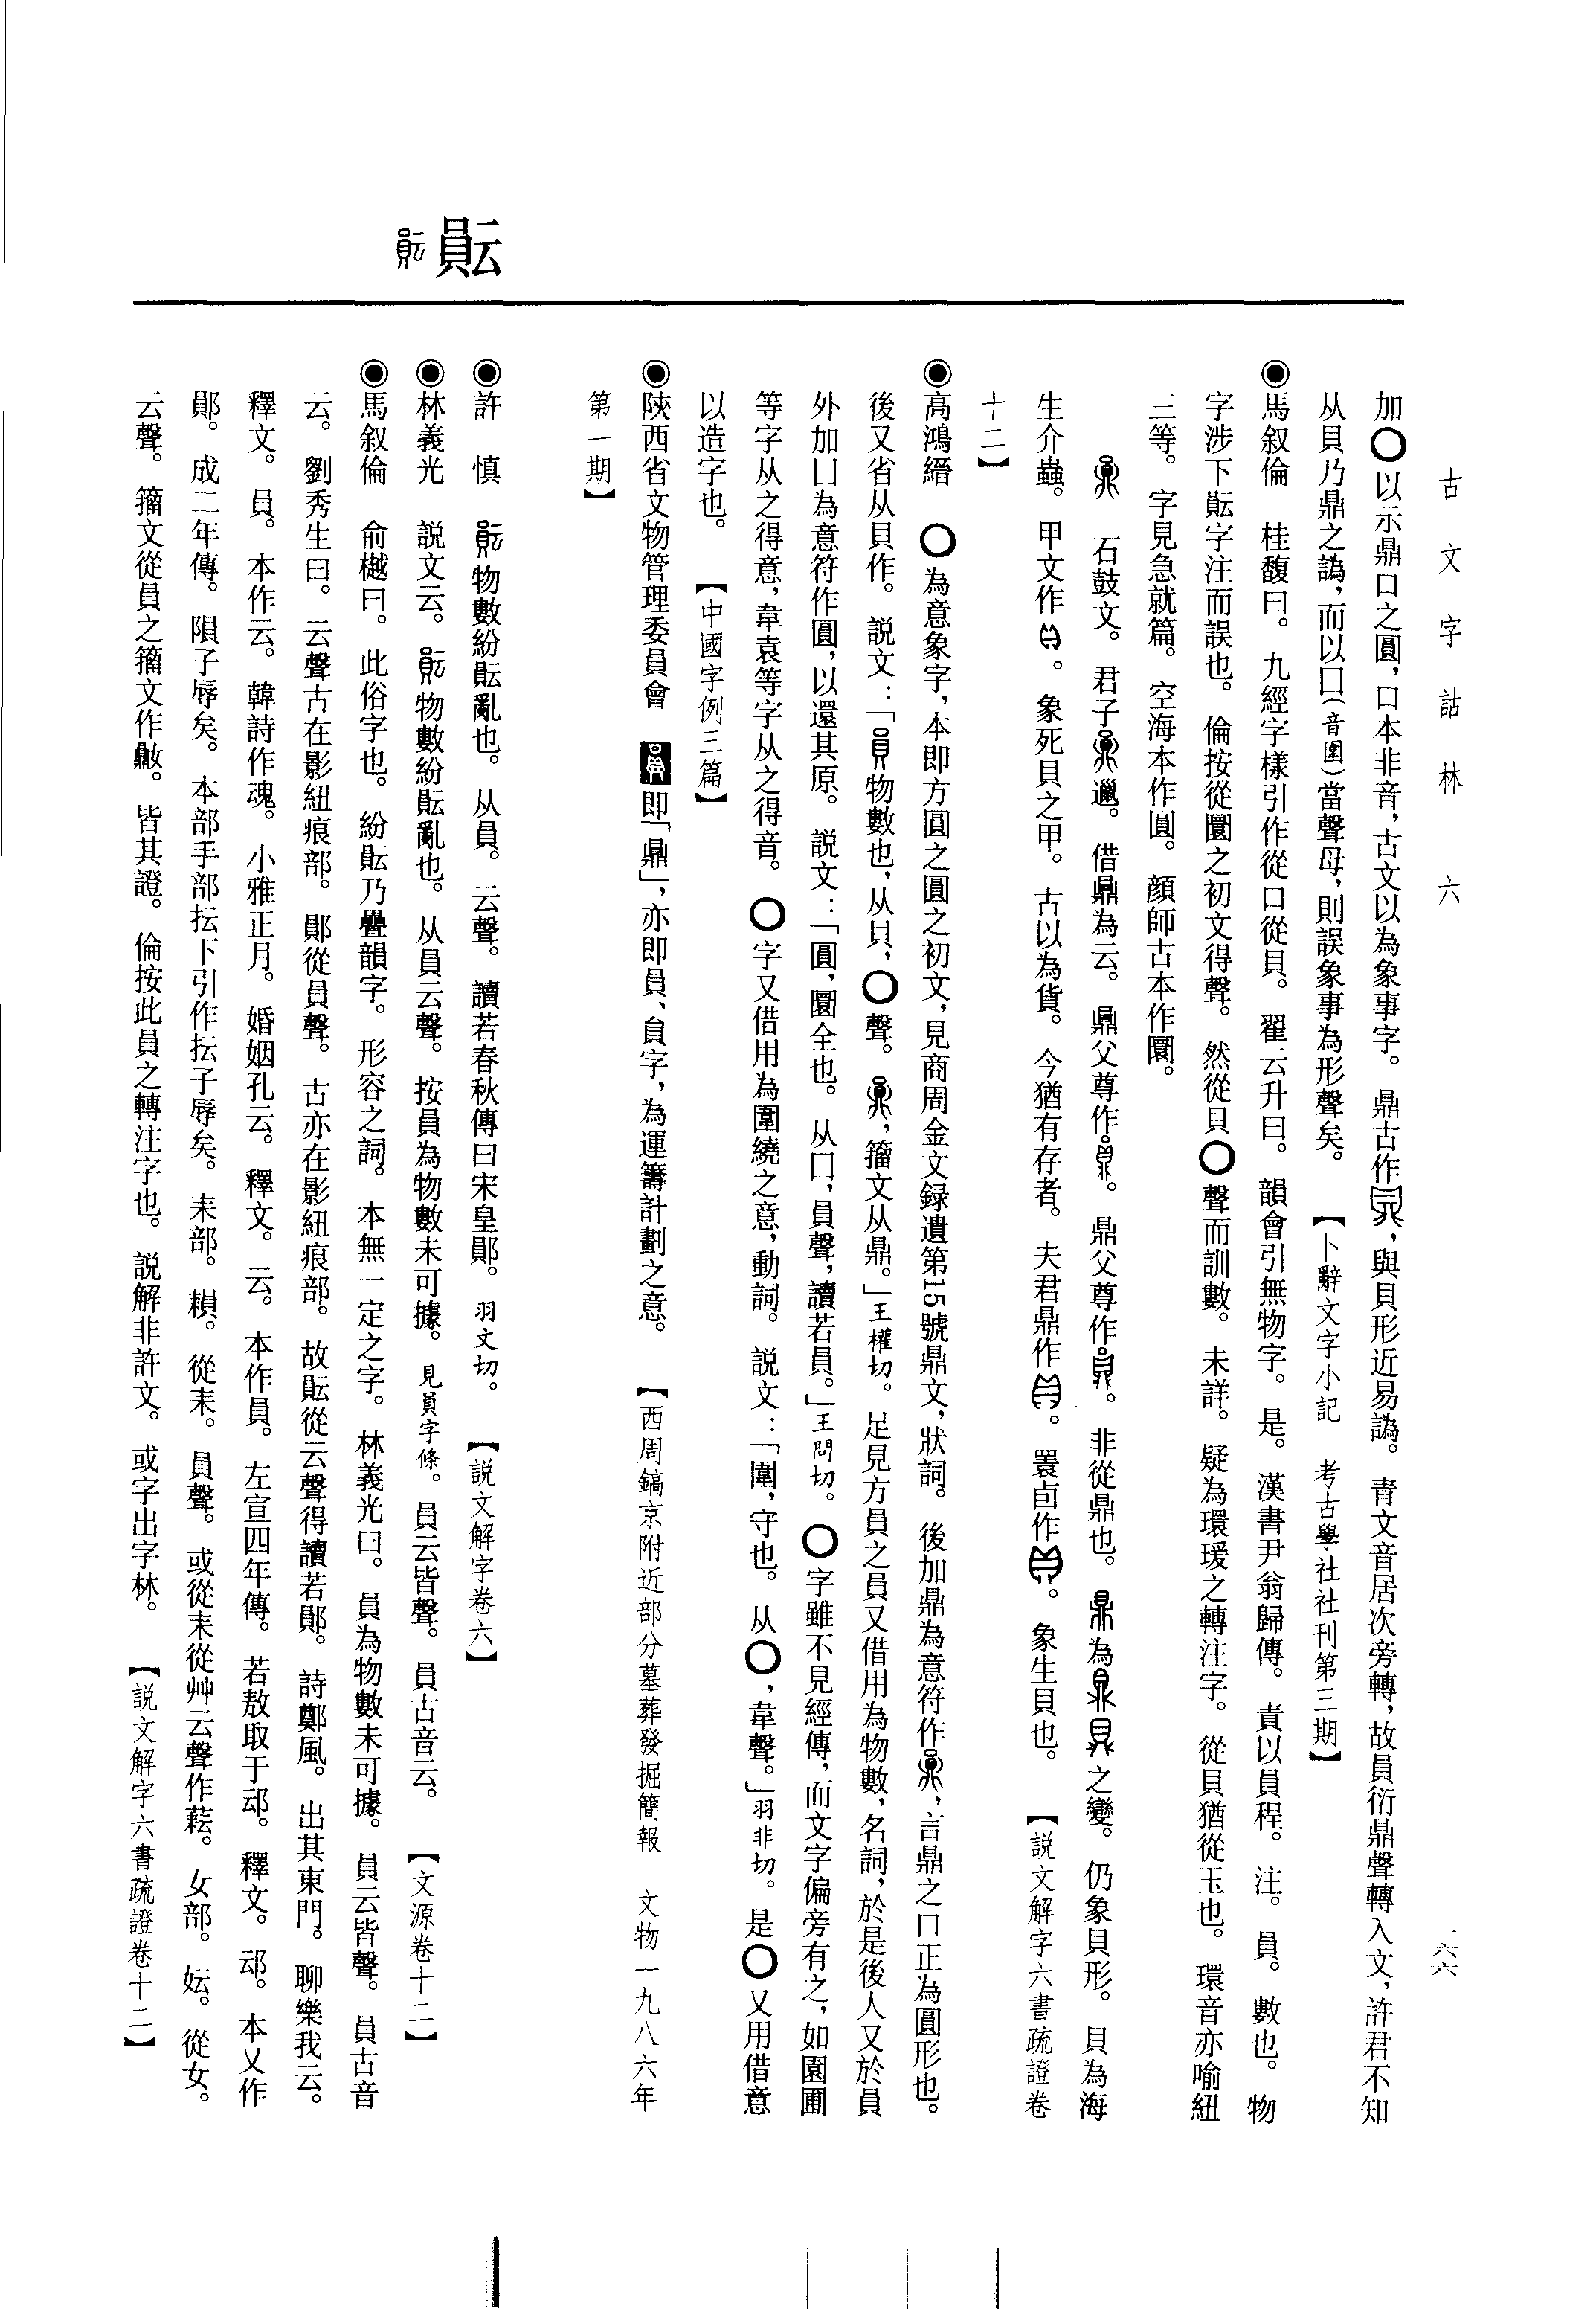 古文字詁林 六
一六六
加〇以示鼎口之圓，口本非音，古文以為象事字。鼎古作，與貝形近易譌。青文音居次旁轉，故員衍鼎聲轉入文，許君不知
从貝乃鼎之譌，而以囗（音圍）當聲母，則誤象事為形聲矣。【卜辭文字小記 考古學社社刊第三期】
◉馬叙倫 桂馥曰。九經字樣引作從口從貝。翟云升曰。韻會引無物字。是。漢書尹翁歸傳。責以員程。注。員。數也。物
字涉下䝵字注而誤也。倫按從圜之初文得聲。然從貝〇聲而訓數。未詳。疑為環瑗之轉注字。從貝猶從玉也。環音亦喻紐
三等。字見急就篇。空海本作圓。顏師古本作圜。
石鼓文。君子邋。借鼎為云。鼎父尊作。鼎父尊作。非從鼎也。鼎為之變。仍象貝形。貝為海
生介蟲。甲文作。象死貝之甲。古以為貨。今猶有存者。夫君鼎作。睘卣作。象生貝也。【説文解字六書疏證卷
十二】
◉高鴻縉 〇為意象字，本即方圓之圓之初文，見商周金文録遺第15號鼎文，狀詞。後加鼎為意符作，言鼎之口正為圓形也。
後又省从貝作。説文：「物數也，从貝，〇聲。，籀文从鼎。」王權切。足見方員之員又借用為物數，名詞，於是後人又於員
外加囗為意符作圓，以還其原。説文：「圓，圜全也。从囗，員聲，讀若員。」王問切。〇字雖不見經傳，而文字偏旁有之，如園圃
等字从之得意，韋袁等字从之得音。〇字又借用為圍繞之意，動詞。説文：「圍，守也。从〇，韋聲。」羽非切。是〇又用借意
以造字也。【中國字例三篇】
◉陝西省文物管理委員會 即「鼎」，亦即員、貟字，為運籌計劃之意。【西周鎬京附近部分墓葬發掘簡報 文物一九八六年
第一期】
䝵
◉許 慎 物數紛䝵亂也。从員。云聲。讀若春秋傳曰宋皇鄖。羽文切。【説文解字卷六】
◉林義光 説文云。物數紛䝵亂也。从員云聲。按員為物數未可據。見員字條。員云皆聲。員古音云。【文源卷十二】
◉馬叙倫 俞樾曰。此俗字也。紛䝵乃疊韻字。形容之詞。本無一定之字。林義光曰。員為物數未可據。員云皆聲。員古音
云。劉秀生曰。云聲古在影紐痕部。鄖從員聲。古亦在影紐痕部。故䝵從云聲得讀若鄖。詩鄭風。出其東門。聊樂我云。
釋文。員。本作云。韓詩作魂。小雅正月。婚姻孔云。釋文。云。本作員。左宣四年傳。若敖取于䢵。釋文。䢵。本又作
鄖。成二年傳。隕子辱矣。本部手部抎下引作抎子辱矣。耒部。䎫。從耒。員聲。或從耒從艸云聲作䕺。女部。妘。從女。
云聲。籀文從員之籀文作䵻。皆其證。倫按此員之轉注字也。説解非許文。或字出字林。【説文解字六書疏證卷十二】